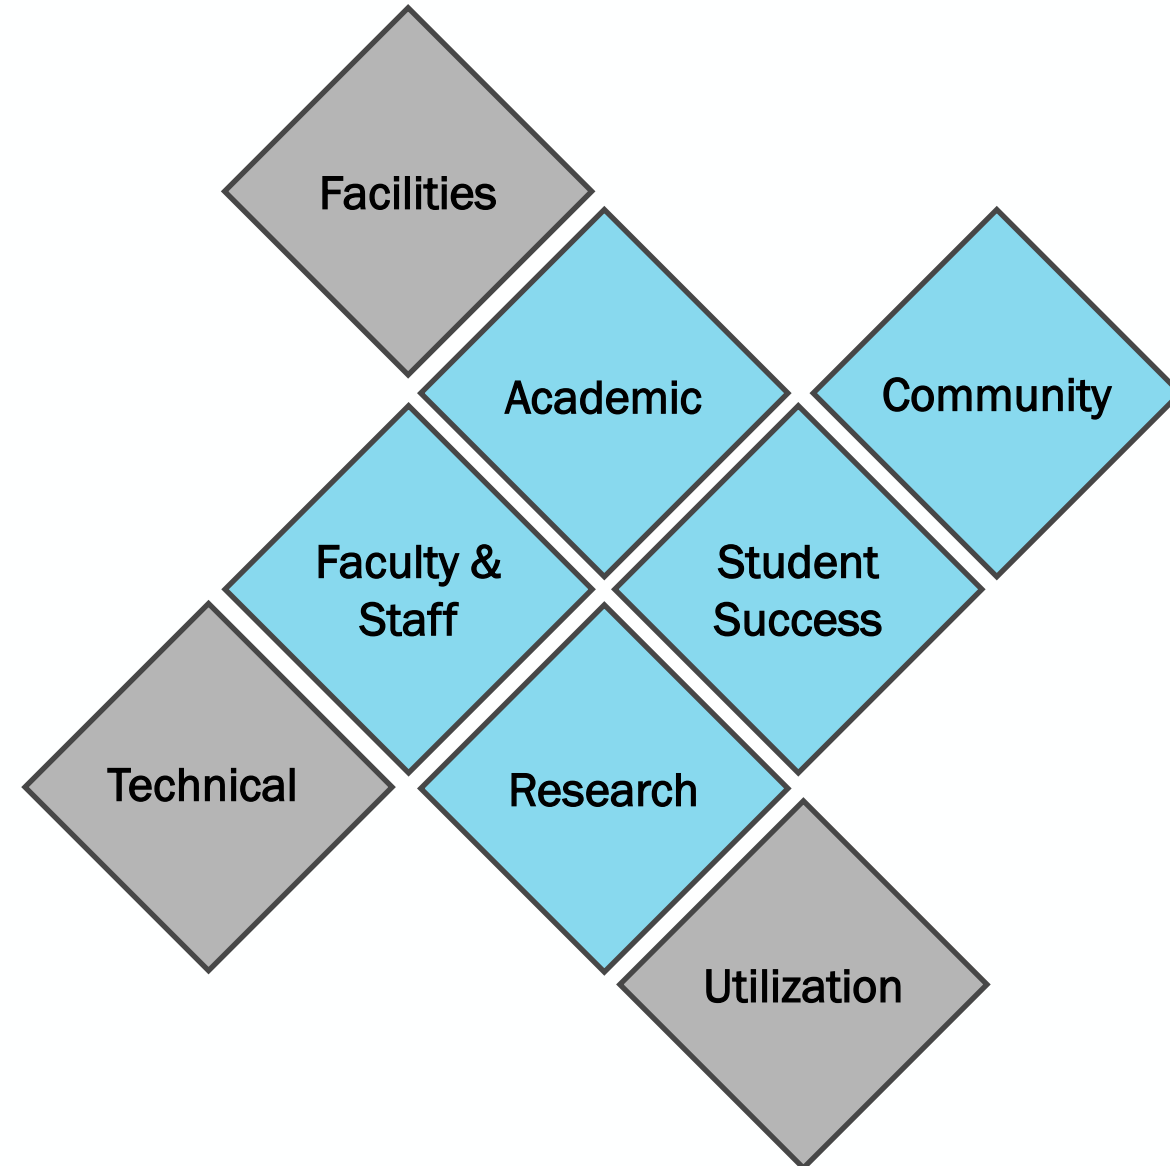 Facilities
Academic
Community
Faculty &
Staff
Student
Success
Technical
Research
Utilization